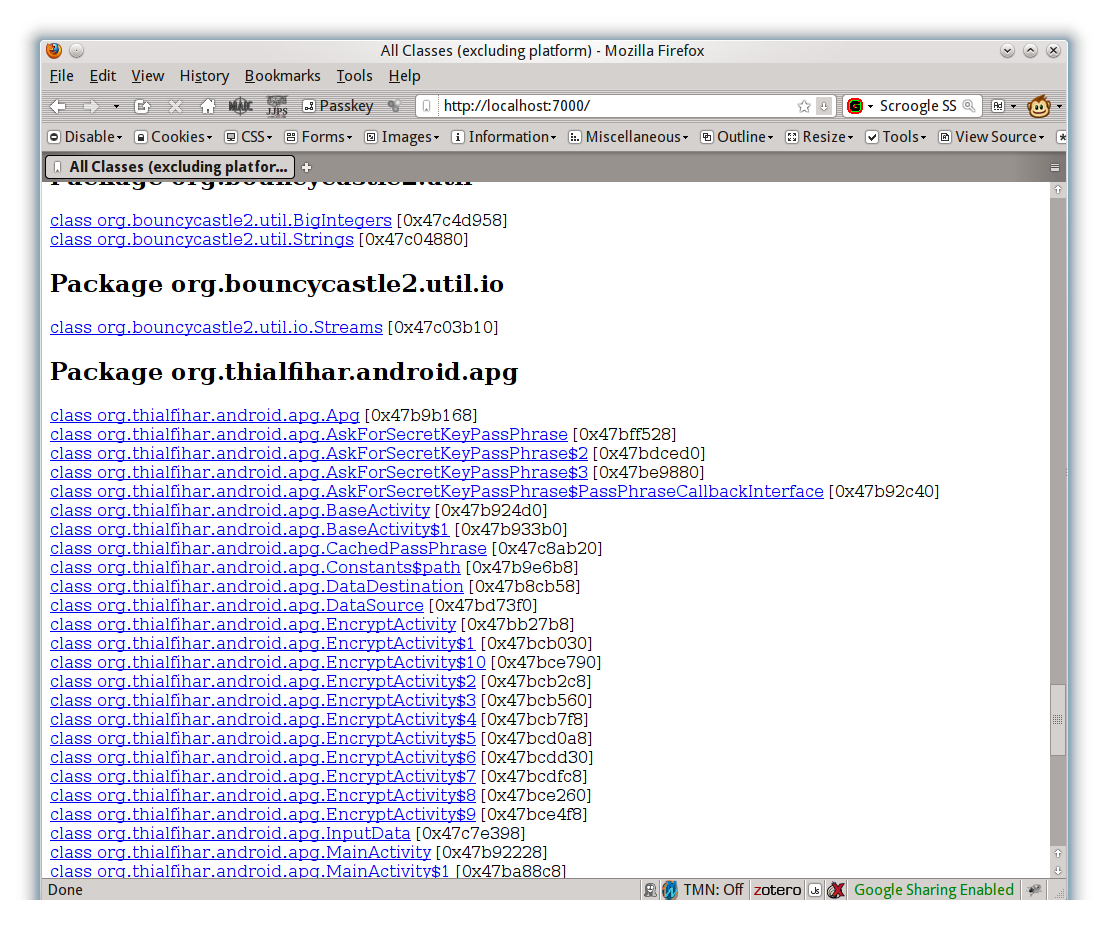 All Classes (excluding platform) - Mozilla Firefox
File Edit View History Bookmarks Tools Help
JJPS Passkey http://localhost:7000/ G Scroogle SS
Disable Cookies CSS Forms Images Information Miscellaneous Outline Resize Tools View Source
All Classes (excluding platfor...
Package org.bouncycastle2.util
class org.bouncycastle2.util.BigIntegers [0x47c4d958]
class org.bouncycastle2.util.Strings [0x47c04880]
Package org.bouncycastle2.util.io
class org.bouncycastle2.util.io.Streams [0x47c03b10]
Package org.thialfihar.android.apg
class org.thialfihar.android.apg.Apg [0x47b9b168]
class org.thialfihar.android.apg.AskForSecretKeyPassPhrase [0x47bff528]
class org.thialfihar.android.apg.AskForSecretKeyPassPhrase$2 [0x47bdced0]
class org.thialfihar.android.apg.AskForSecretKeyPassPhrase$3 [0x47be9880]
class org.thialfihar.android.apg.AskForSecretKeyPassPhrase$PassPhraseCallbackInterface [0x47b92c40]
class org.thialfihar.android.apg.BaseActivity [0x47b924d0]
class org.thialfihar.android.apg.BaseActivity$1 [0x47b933b0]
class org.thialfihar.android.apg.CachedPassPhrase [0x47c8ab20]
class org.thialfihar.android.apg.Constants$path [0x47b9e6b8]
class org.thialfihar.android.apg.DataDestination [0x47b8cb58]
class org.thialfihar.android.apg.DataSource [0x47bd73f0]
class org.thialfihar.android.apg.EncryptActivity [0x47bb27b8]
class org.thialfihar.android.apg.EncryptActivity$1 [0x47bcb030]
class org.thialfihar.android.apg.EncryptActivity$10 [0x47bce790]
class org.thialfihar.android.apg.EncryptActivity$2 [0x47bcb2c8]
class org.thialfihar.android.apg.EncryptActivity$3 [0x47bcb560]
class org.thialfihar.android.apg.EncryptActivity$4 [0x47bcb7f8]
class org.thialfihar.android.apg.EncryptActivity$5 [0x47bcd0a8]
class org.thialfihar.android.apg.EncryptActivity$6 [0x47bcdd30]
class org.thialfihar.android.apg.EncryptActivity$7 [0x47bcdfc8]
class org.thialfihar.android.apg.EncryptActivity$8 [0x47bce260]
class org.thialfihar.android.apg.EncryptActivity$9 [0x47bce4f8]
class org.thialfihar.android.apg.InputData [0x47c7e398]
class org.thialfihar.android.apg.MainActivity [0x47b92228]
class org.thialfihar.android.apg.MainActivity$1 [0x47ba88c8]
Done TMN: Off zotero Js Google Sharing Enabled